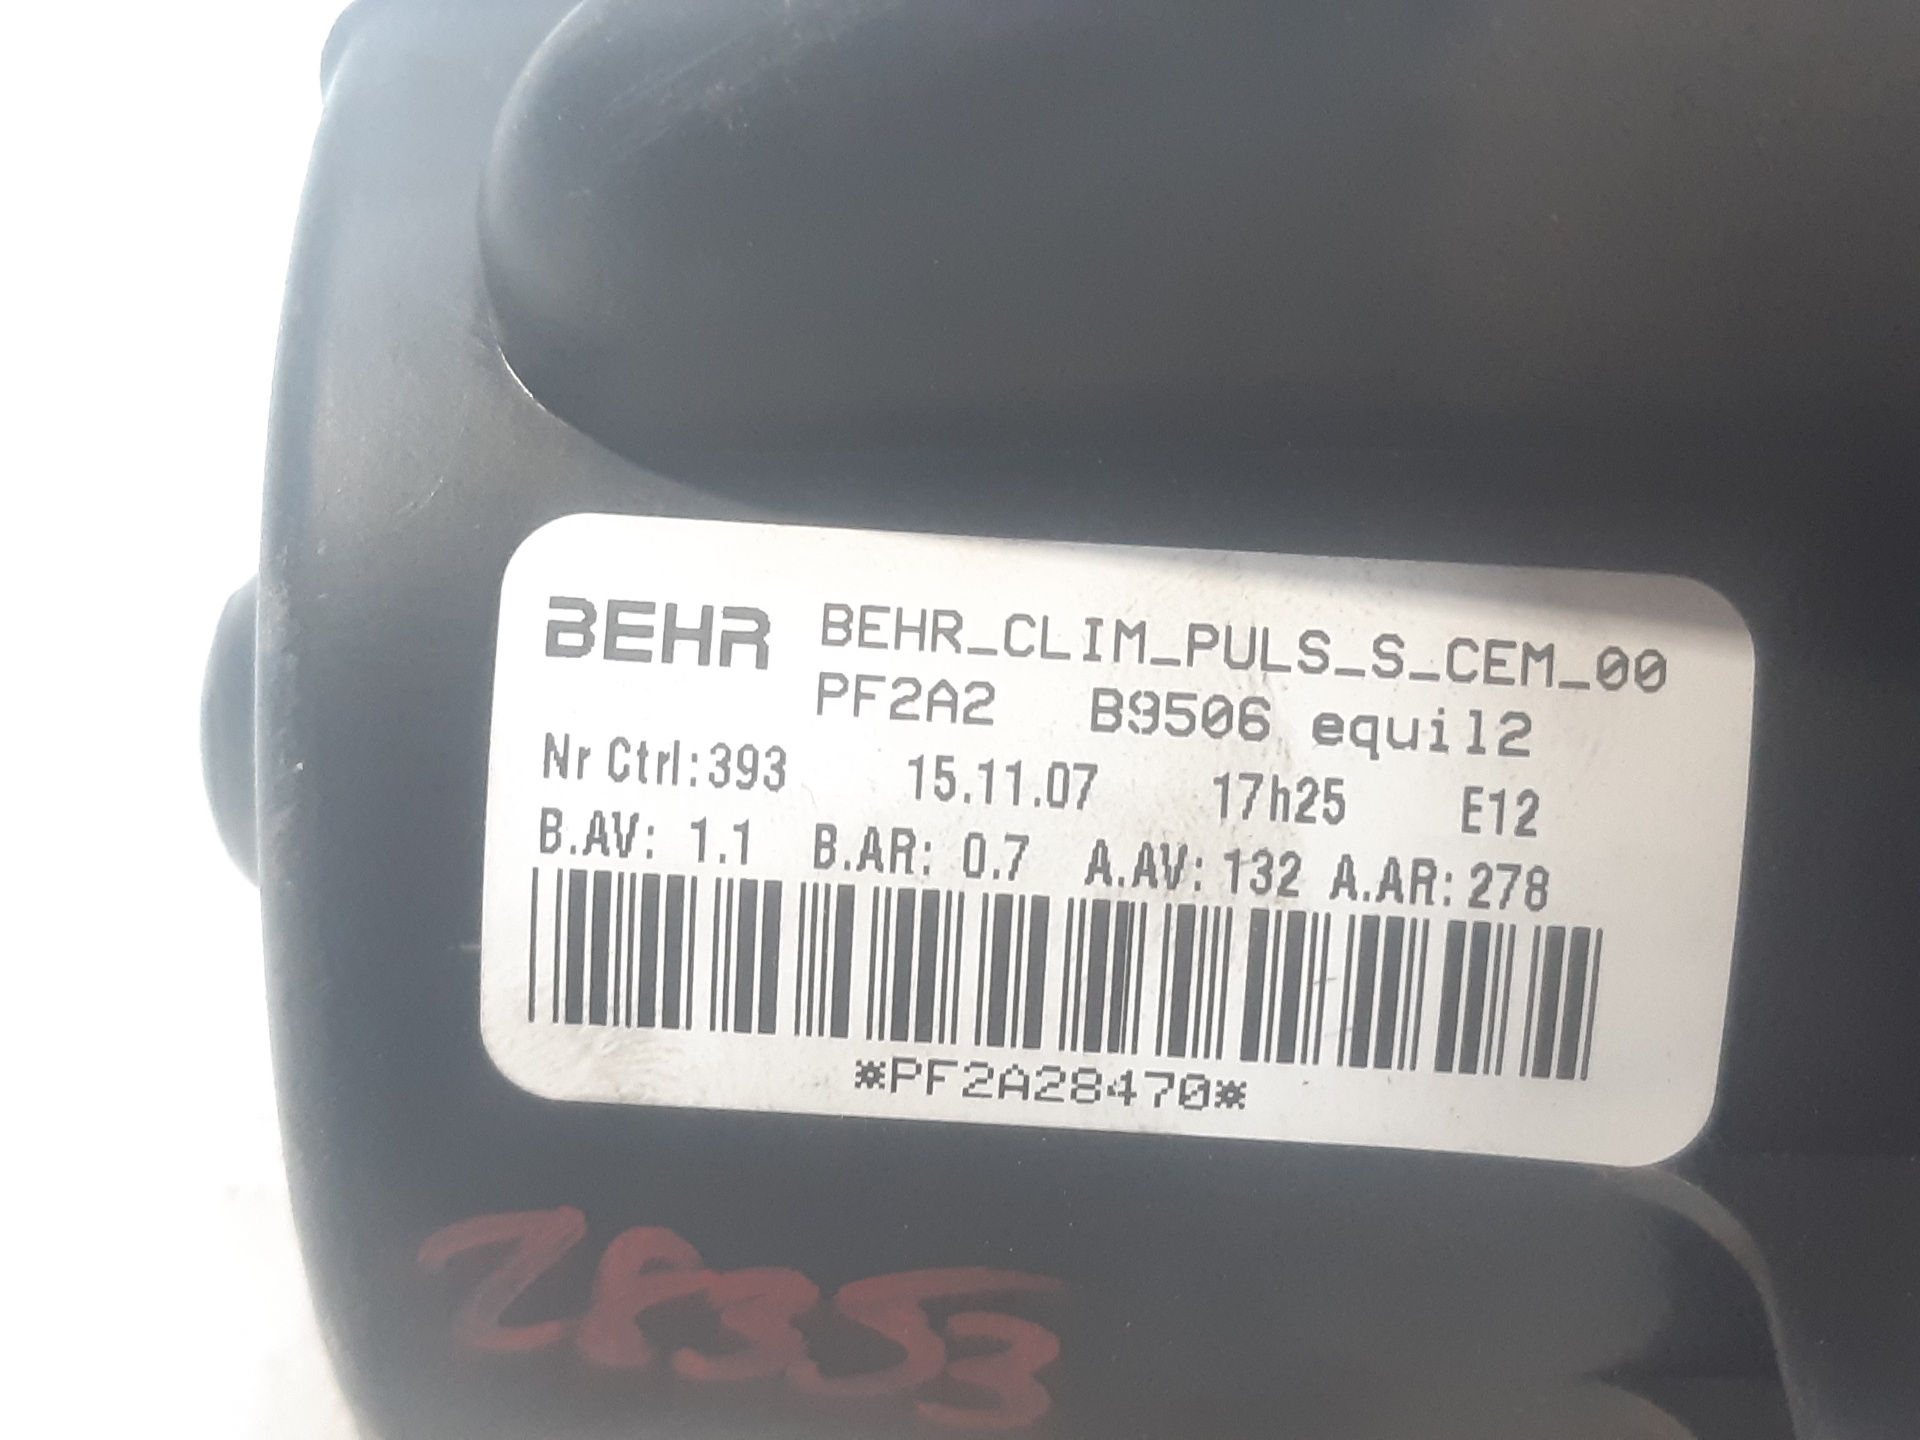 BEHR BEHR_CLIM_PULS_S_CEM_00
PF2A2 B9506 equil2
Nr Ctrl:393 15.11.07 17h25 E12
B.AV: 1.1 B.AR: 0.7 A.AV: 132 A.AR: 278
*PF2A28470*